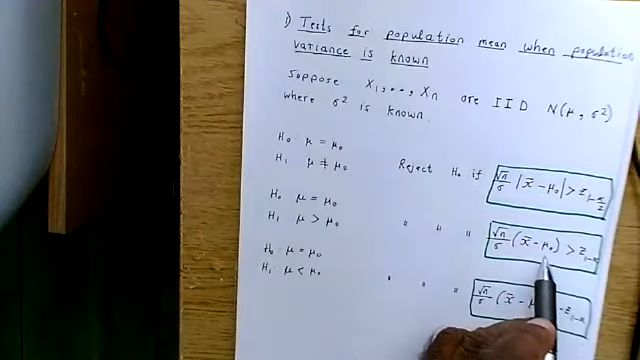 1) Tests for population mean when population
variance is known
Suppose X₁, . . , Xₙ are IID N(μ, σ²)
where σ² is known.
H₀ μ = μ₀
H₁ μ ≠ μ₀ Reject H₀ if √n/σ |x̄ - μ₀| > z₁₋α/₂
H₀ μ = μ₀
H₁ μ > μ₀ " " " √n/σ (x̄ - μ₀) > z₁₋α
H₀ μ = μ₀
H₁ μ < μ₀ " " " √n/σ (x̄ - μ -z₁₋α